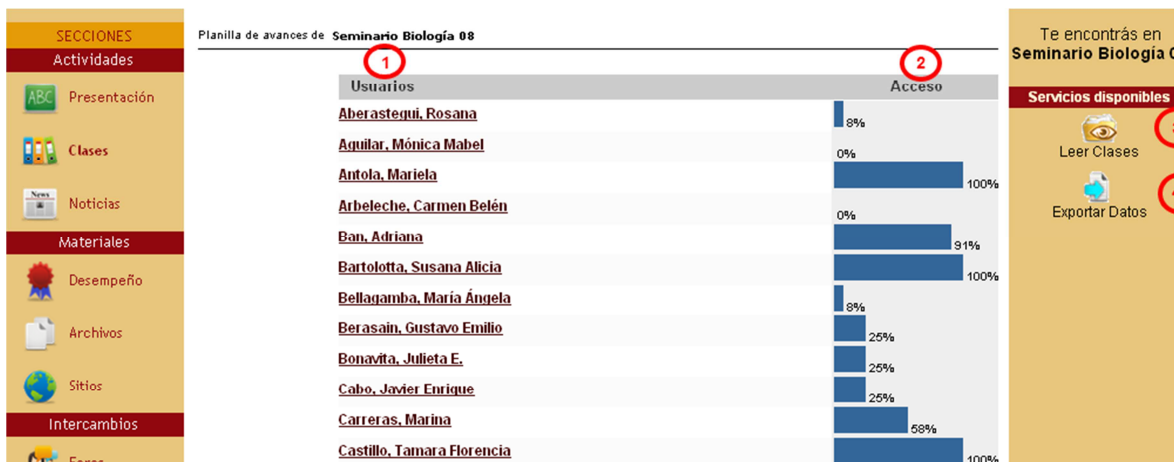 SECCIONES
Actividades
ABC
Presentación
Clases
News
Noticias
Materiales
Desempeño
Archivos
Sitios
Intercambios
Planilla de avances de Seminario Biología 08
1
2
Usuarios Acceso
Aberastegui, Rosana 8%
Aguilar, Mónica Mabel 0%
Antola, Mariela 100%
Arbeleche, Carmen Belén 0%
Ban, Adriana 91%
Bartolotta, Susana Alicia 100%
Bellagamba, María Ángela 8%
Berasain, Gustavo Emilio 25%
Bonavita, Julieta E. 25%
Cabo, Javier Enrique 25%
Carreras, Marina 58%
Castillo, Tamara Florencia 100%
Te encontrás en
Seminario Biología
Servicios disponibles
Leer Clases
Exportar Datos